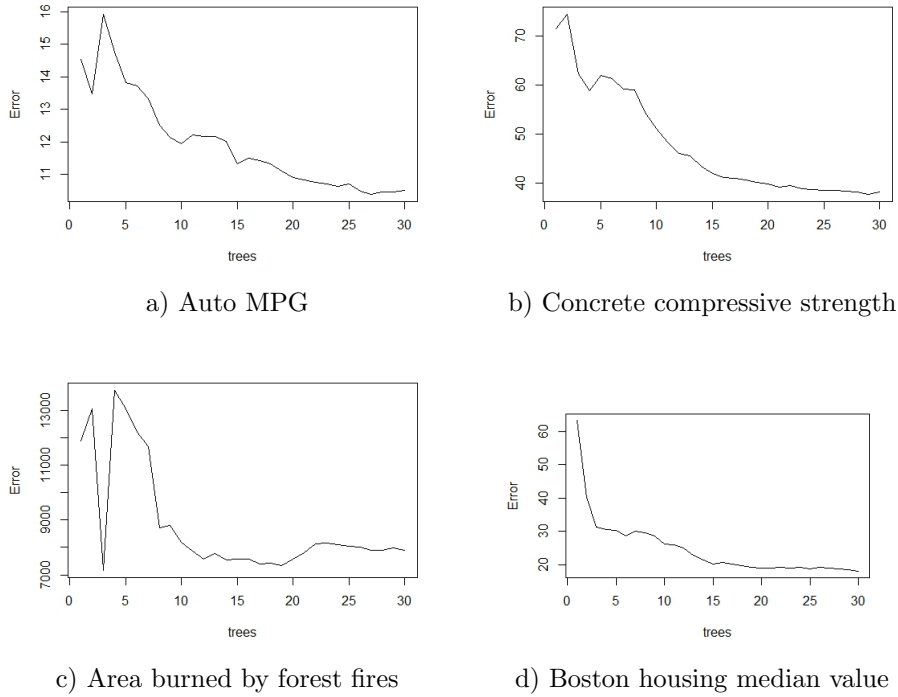 16
15
14
13
12
11
Error
0 5 10 15 20 25 30
trees
a) Auto MPG
70
60
50
40
Error
0 5 10 15 20 25 30
trees
b) Concrete compressive strength
13000
11000
9000
7000
Error
0 5 10 15 20 25 30
trees
c) Area burned by forest fires
60
50
40
30
20
Error
0 5 10 15 20 25 30
trees
d) Boston housing median value